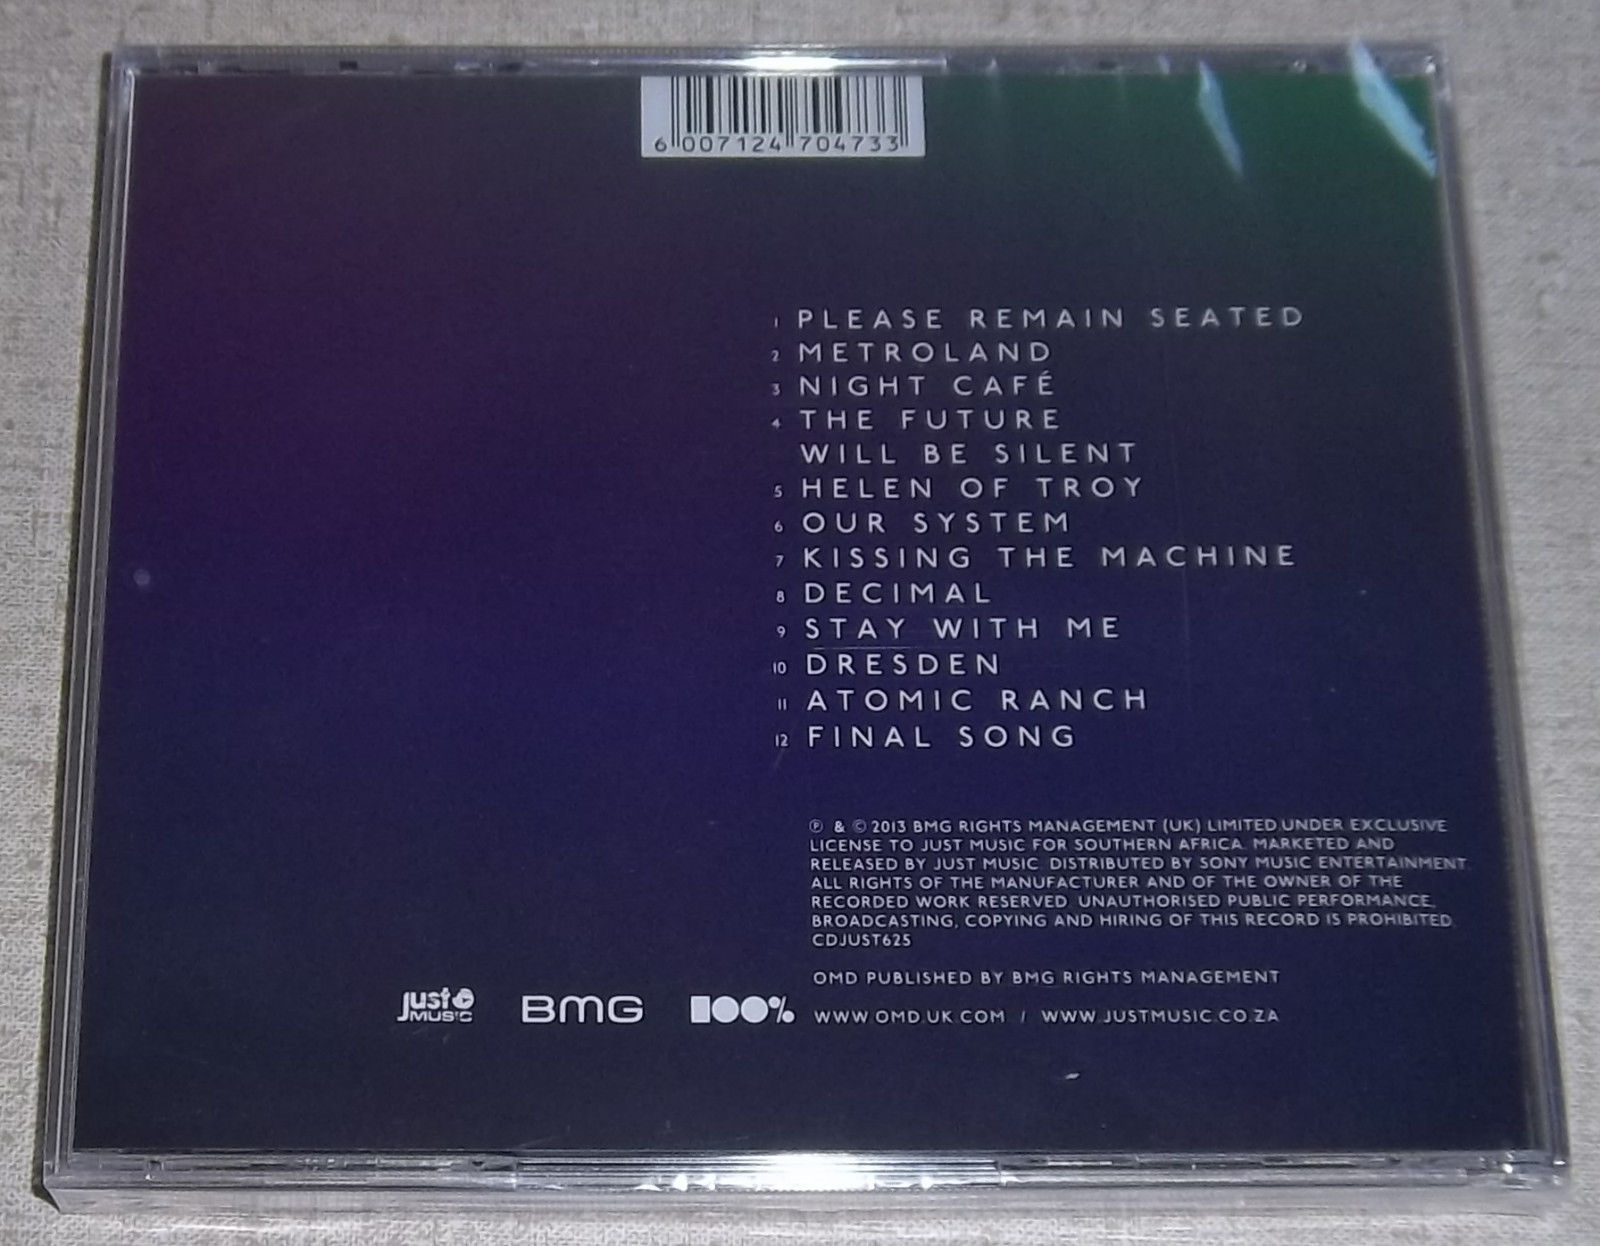 6 007124 704733
1 PLEASE REMAIN SEATED
2 METROLAND
3 NIGHT CAFÉ
4 THE FUTURE
WILL BE SILENT
5 HELEN OF TROY
6 OUR SYSTEM
7 KISSING THE MACHINE
8 DECIMAL
9 STAY WITH ME
10 DRESDEN
11 ATOMIC RANCH
12 FINAL SONG
℗ & © 2013 BMG RIGHTS MANAGEMENT (UK) LIMITED UNDER EXCLUSIVE
LICENSE TO JUST MUSIC FOR SOUTHERN AFRICA. MARKETED AND
RELEASED BY JUST MUSIC. DISTRIBUTED BY SONY MUSIC ENTERTAINMENT.
ALL RIGHTS OF THE MANUFACTURER AND OF THE OWNER OF THE
RECORDED WORK RESERVED. UNAUTHORISED PUBLIC PERFORMANCE,
BROADCASTING, COPYING AND HIRING OF THIS RECORD IS PROHIBITED.
CDJUST625
OMD PUBLISHED BY BMG RIGHTS MANAGEMENT
just MUSIC BMG 100% WWW.OMD.UK.COM / WWW.JUSTMUSIC.CO.ZA